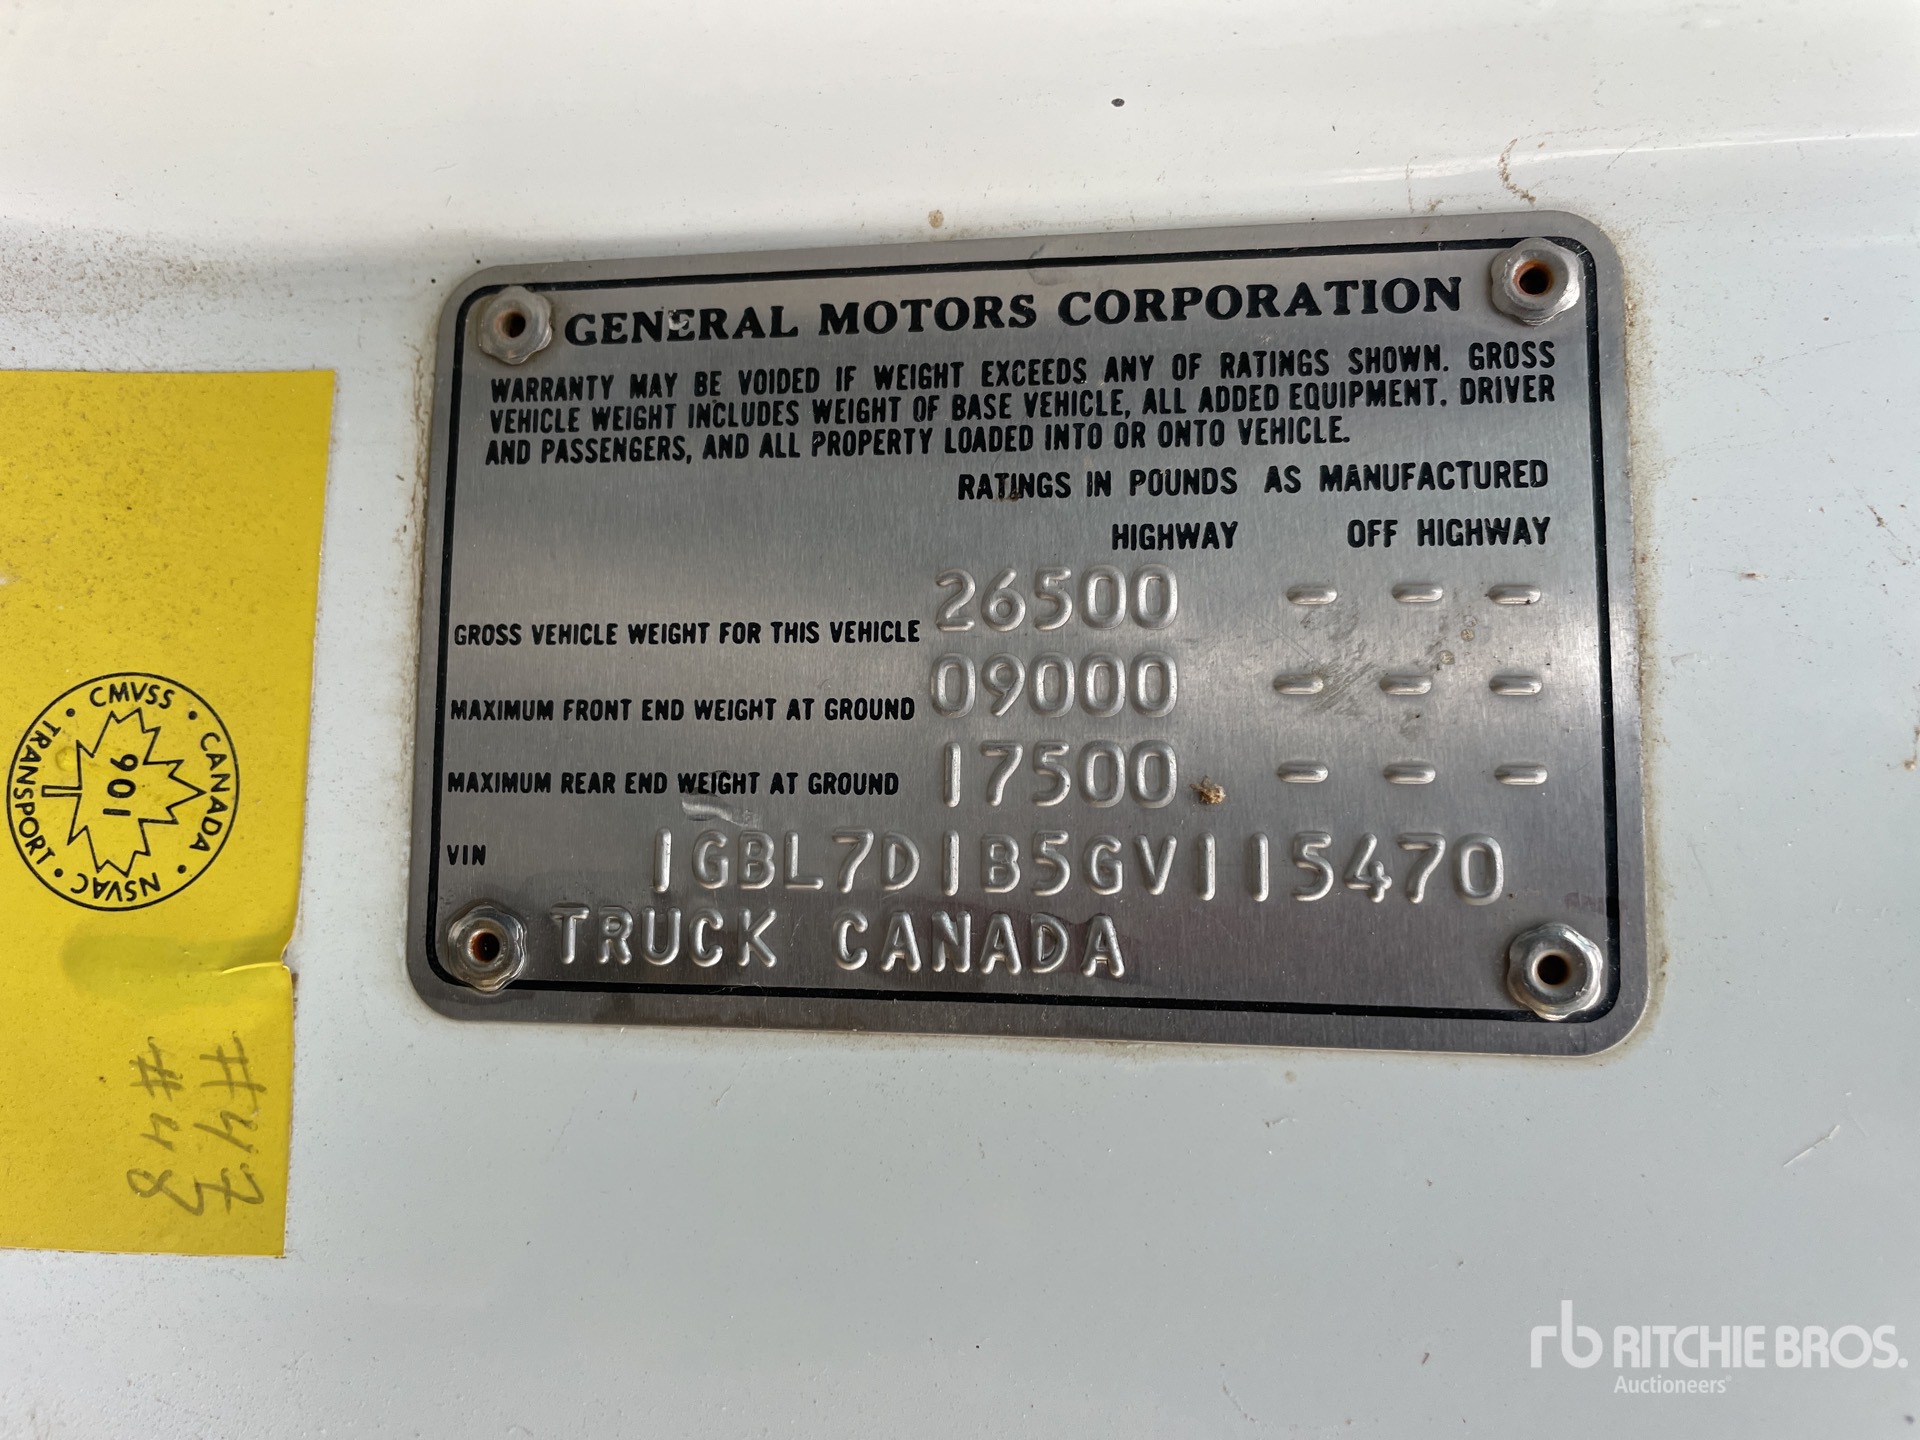 GENERAL MOTORS CORPORATION
WARRANTY MAY BE VOIDED IF WEIGHT EXCEEDS ANY OF RATINGS SHOWN. GROSS
VEHICLE WEIGHT INCLUDES WEIGHT OF BASE VEHICLE, ALL ADDED EQUIPMENT. DRIVER
AND PASSENGERS, AND ALL PROPERTY LOADED INTO OR ONTO VEHICLE.
RATINGS IN POUNDS AS MANUFACTURED
HIGHWAY OFF HIGHWAY
GROSS VEHICLE WEIGHT FOR THIS VEHICLE 26500 - - -
MAXIMUM FRONT END WEIGHT AT GROUND 09000 - - -
MAXIMUM REAR END WEIGHT AT GROUND 17500 - - -
VIN 1GBL7D1B5GV115470
TRUCK CANADA
TRANSPORT • CMVSS • CANADA • NSVAC •
901
#47
#48
rb RITCHIE BROS.
Auctioneers